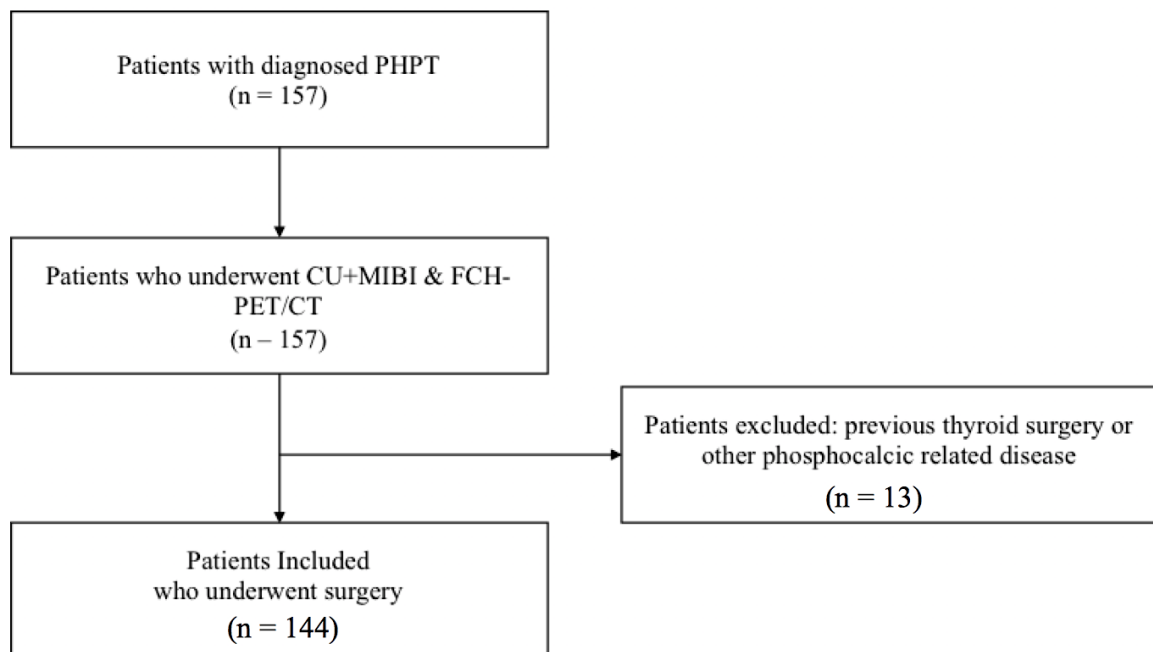 Patients with diagnosed PHPT
(n = 157)
Patients who underwent CU+MIBI & FCH-
PET/CT
(n – 157)
Patients excluded: previous thyroid surgery or
other phosphocalcic related disease
(n = 13)
Patients Included
who underwent surgery
(n = 144)